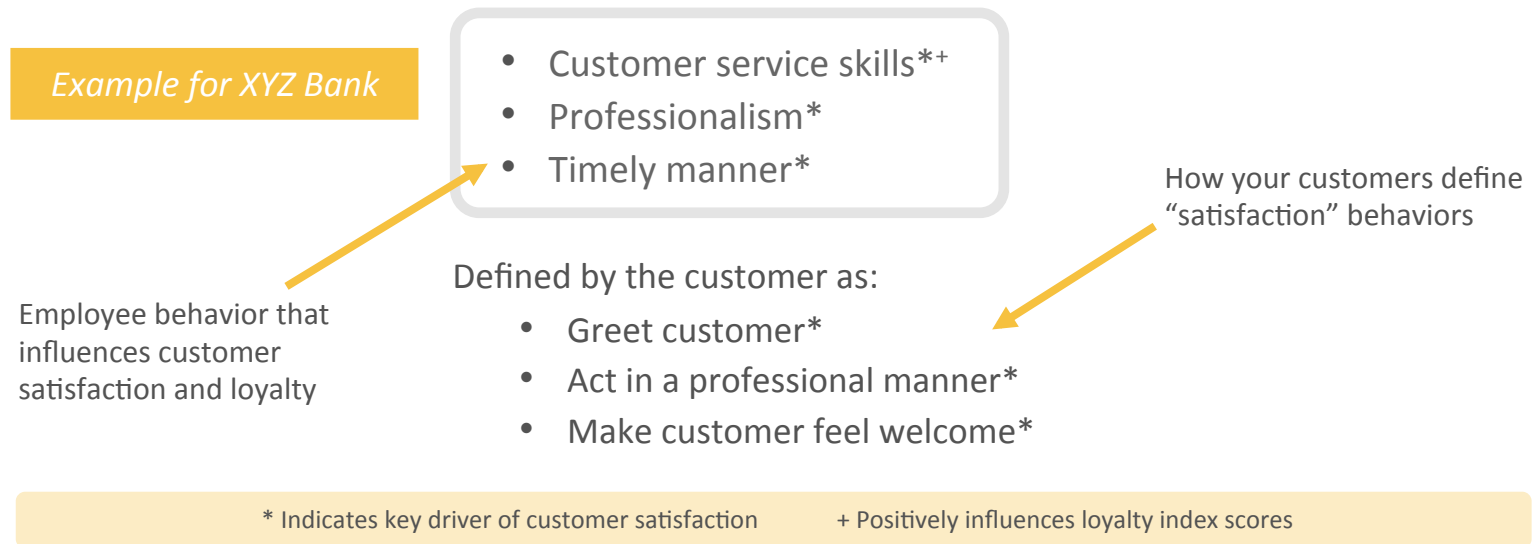 Example for XYZ Bank
• Customer service skills*+
• Professionalism*
• Timely manner*
How your customers define
“satisfaction” behaviors
Defined by the customer as:
Employee behavior that
influences customer
satisfaction and loyalty
• Greet customer*
• Act in a professional manner*
• Make customer feel welcome*
* Indicates key driver of customer satisfaction + Positively influences loyalty index scores